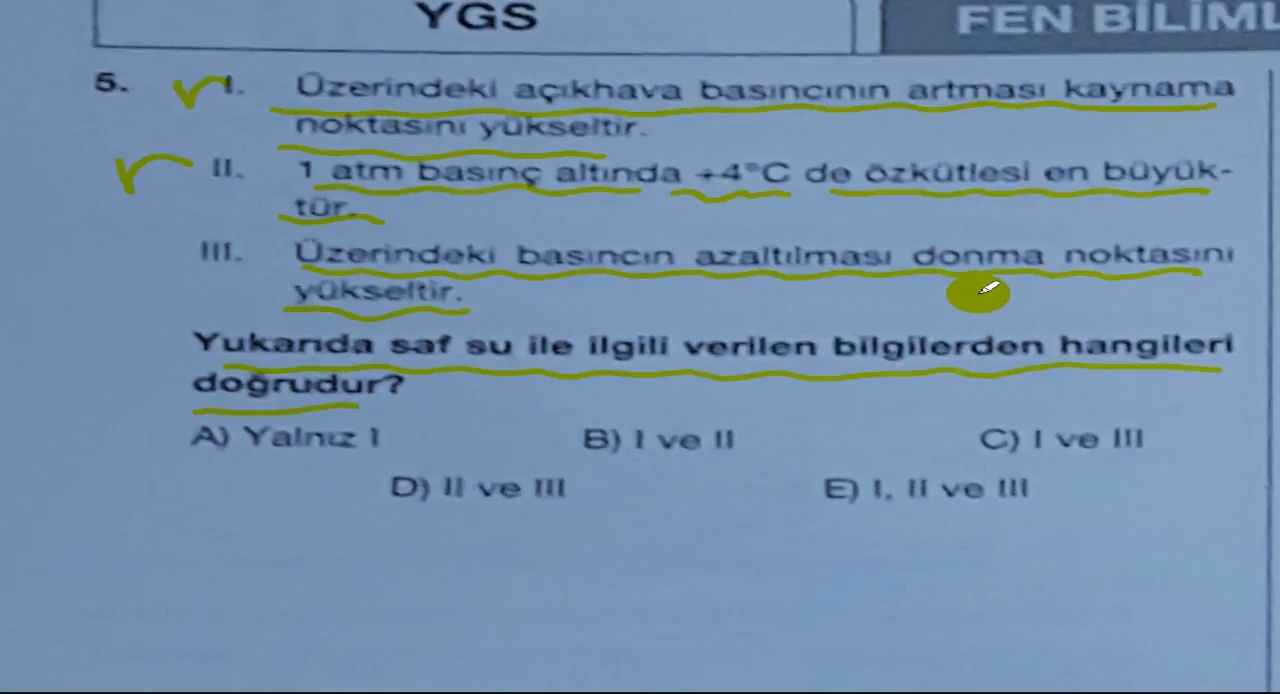 YGS
FEN BİLİML
5.
I. Üzerindeki açıkhava basıncının artması kaynama
noktasını yükseltir.
II. 1 atm basınç altında +4°C de özkütlesi en büyük-
tür.
III. Üzerindeki basıncın azaltılması donma noktasını
yükseltir.
Yukarıda saf su ile ilgili verilen bilgilerden hangileri
doğrudur?
A) Yalnız I
B) I ve II
C) I ve III
D) II ve III
E) I, II ve III